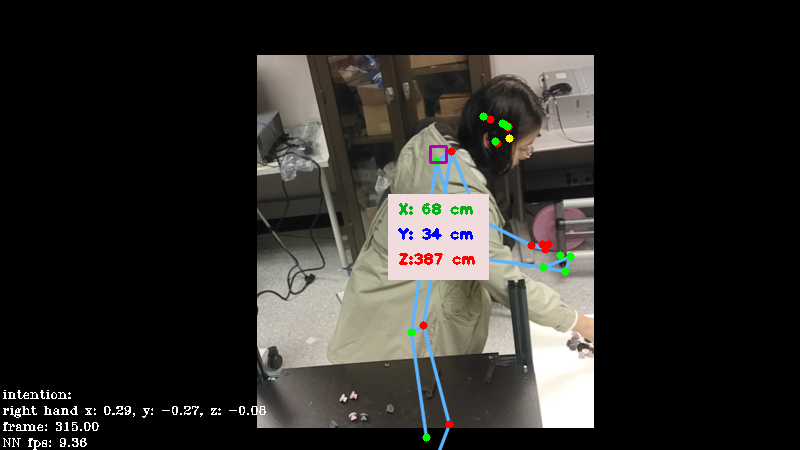 X: 68 cm
Y: 34 cm
Z:387 cm
intention:
right hand x: 0.29, y: -0.27, z: -0.08
frame: 315.00
NN fps: 9.36